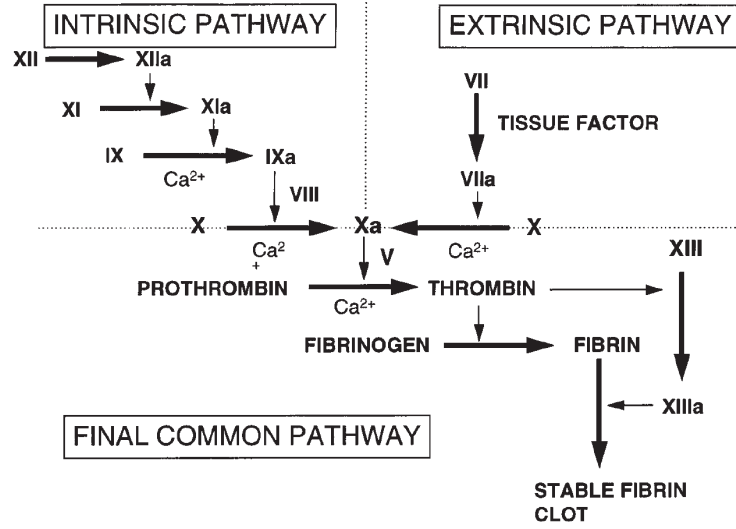 INTRINSIC PATHWAY
EXTRINSIC PATHWAY
XII
XIIa
XI
XIa
IX
Ca2+
IXa
VIII
VII
TISSUE FACTOR
VIIa
X
Ca2
+
Xa
Ca2+
X
V
XIII
PROTHROMBIN
Ca2+
THROMBIN
FIBRINOGEN
FIBRIN
XIIIa
FINAL COMMON PATHWAY
STABLE FIBRIN
CLOT